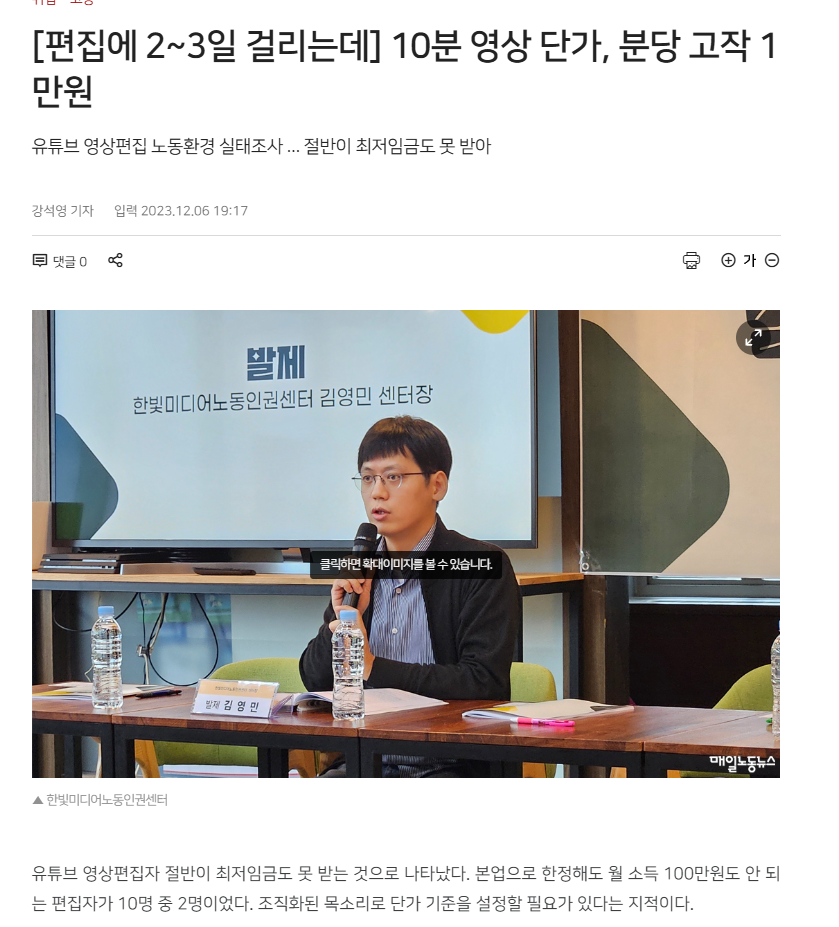 [편집에 2~3일 걸리는데] 10분 영상 단가, 분당 고작 1
만원
유튜브 영상편집 노동환경 실태조사 ... 절반이 최저임금도 못 받아
강석영 기자 입력 2023.12.06 19:17
댓글 0
가
발제
한빛미디어노동인권센터 김영민 센터장
클릭하면 확대이미지를 볼 수 있습니다.
발제 김영민
매일노동뉴스
▲ 한빛미디어노동인권센터
유튜브 영상편집자 절반이 최저임금도 못 받는 것으로 나타났다. 본업으로 한정해도 월 소득 100만원도 안 되
는 편집자가 10명 중 2명이었다. 조직화된 목소리로 단가 기준을 설정할 필요가 있다는 지적이다.